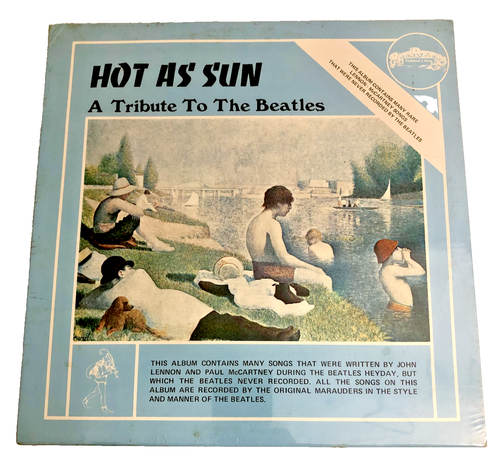 HOT AS SUN
A Tribute To The Beatles
THIS ALBUM CONTAINS MANY RARE
LENNON McCARTNEY SONGS
THAT WERE NEVER RECORDED BY THE BEATLES
THIS ALBUM CONTAINS MANY SONGS THAT WERE WRITTEN BY JOHN
LENNON AND PAUL McCARTNEY DURING THE BEATLES HEYDAY, BUT
WHICH THE BEATLES NEVER RECORDED. ALL THE SONGS ON THIS
ALBUM ARE RECORDED BY THE ORIGINAL MARAUDERS IN THE STYLE
AND MANNER OF THE BEATLES.